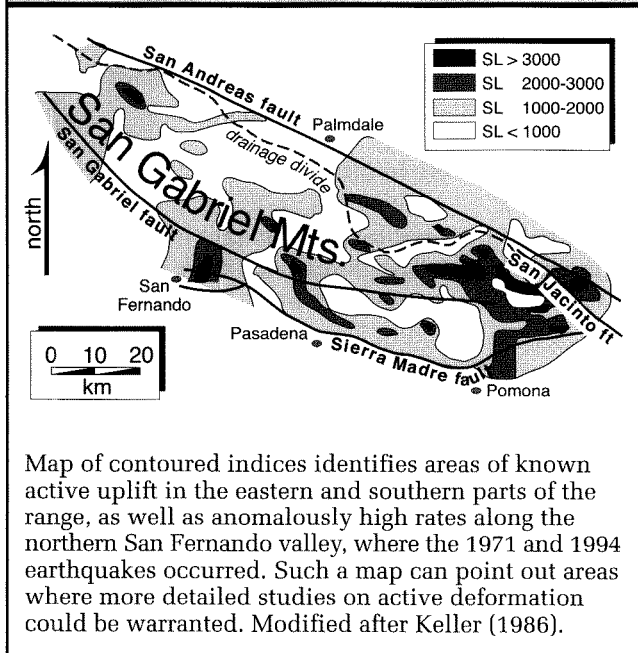 San Andreas fault
SL > 3000
SL 2000-3000
SL 1000-2000
SL < 1000
Palmdale
drainage divide
San Gabriel Mts.
San Gabriel fault
north
San Jacinto ft
San
Fernando
Pasadena
Sierra Madre fault
Pomona
0 10 20
km
Map of contoured indices identifies areas of known
active uplift in the eastern and southern parts of the
range, as well as anomalously high rates along the
northern San Fernando valley, where the 1971 and 1994
earthquakes occurred. Such a map can point out areas
where more detailed studies on active deformation
could be warranted. Modified after Keller (1986).